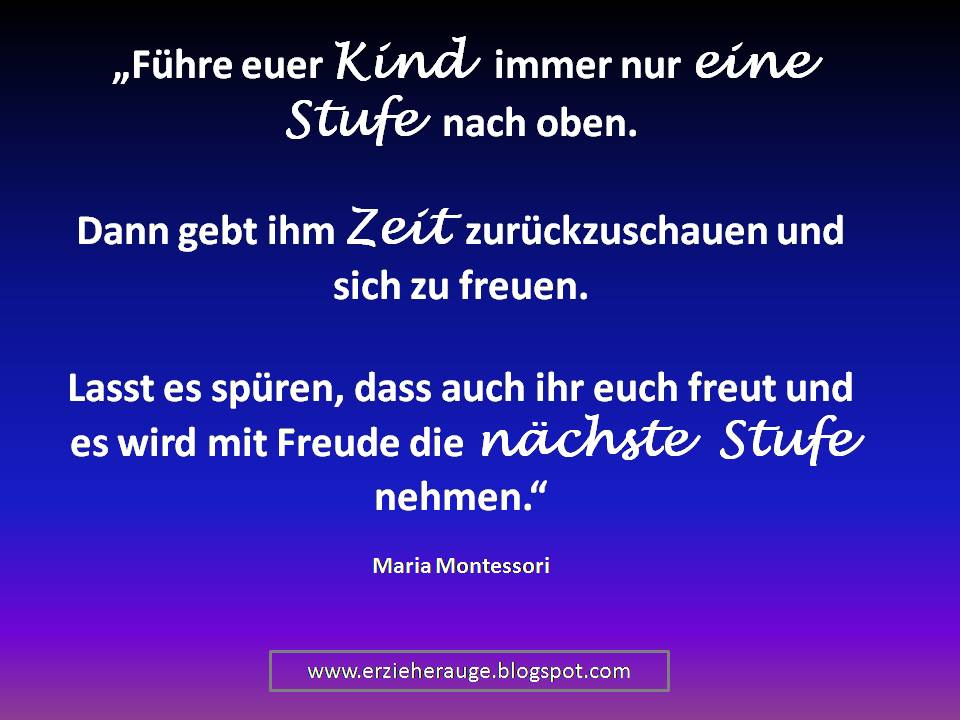 „Führe euer Kind immer nur eine
Stufe nach oben.
Dann gebt ihm Zeit zurückzuschauen und
sich zu freuen.
Lasst es spüren, dass auch ihr euch freut und
es wird mit Freude die nächste Stufe
nehmen.“
Maria Montessori
www.erzieherauge.blogspot.com